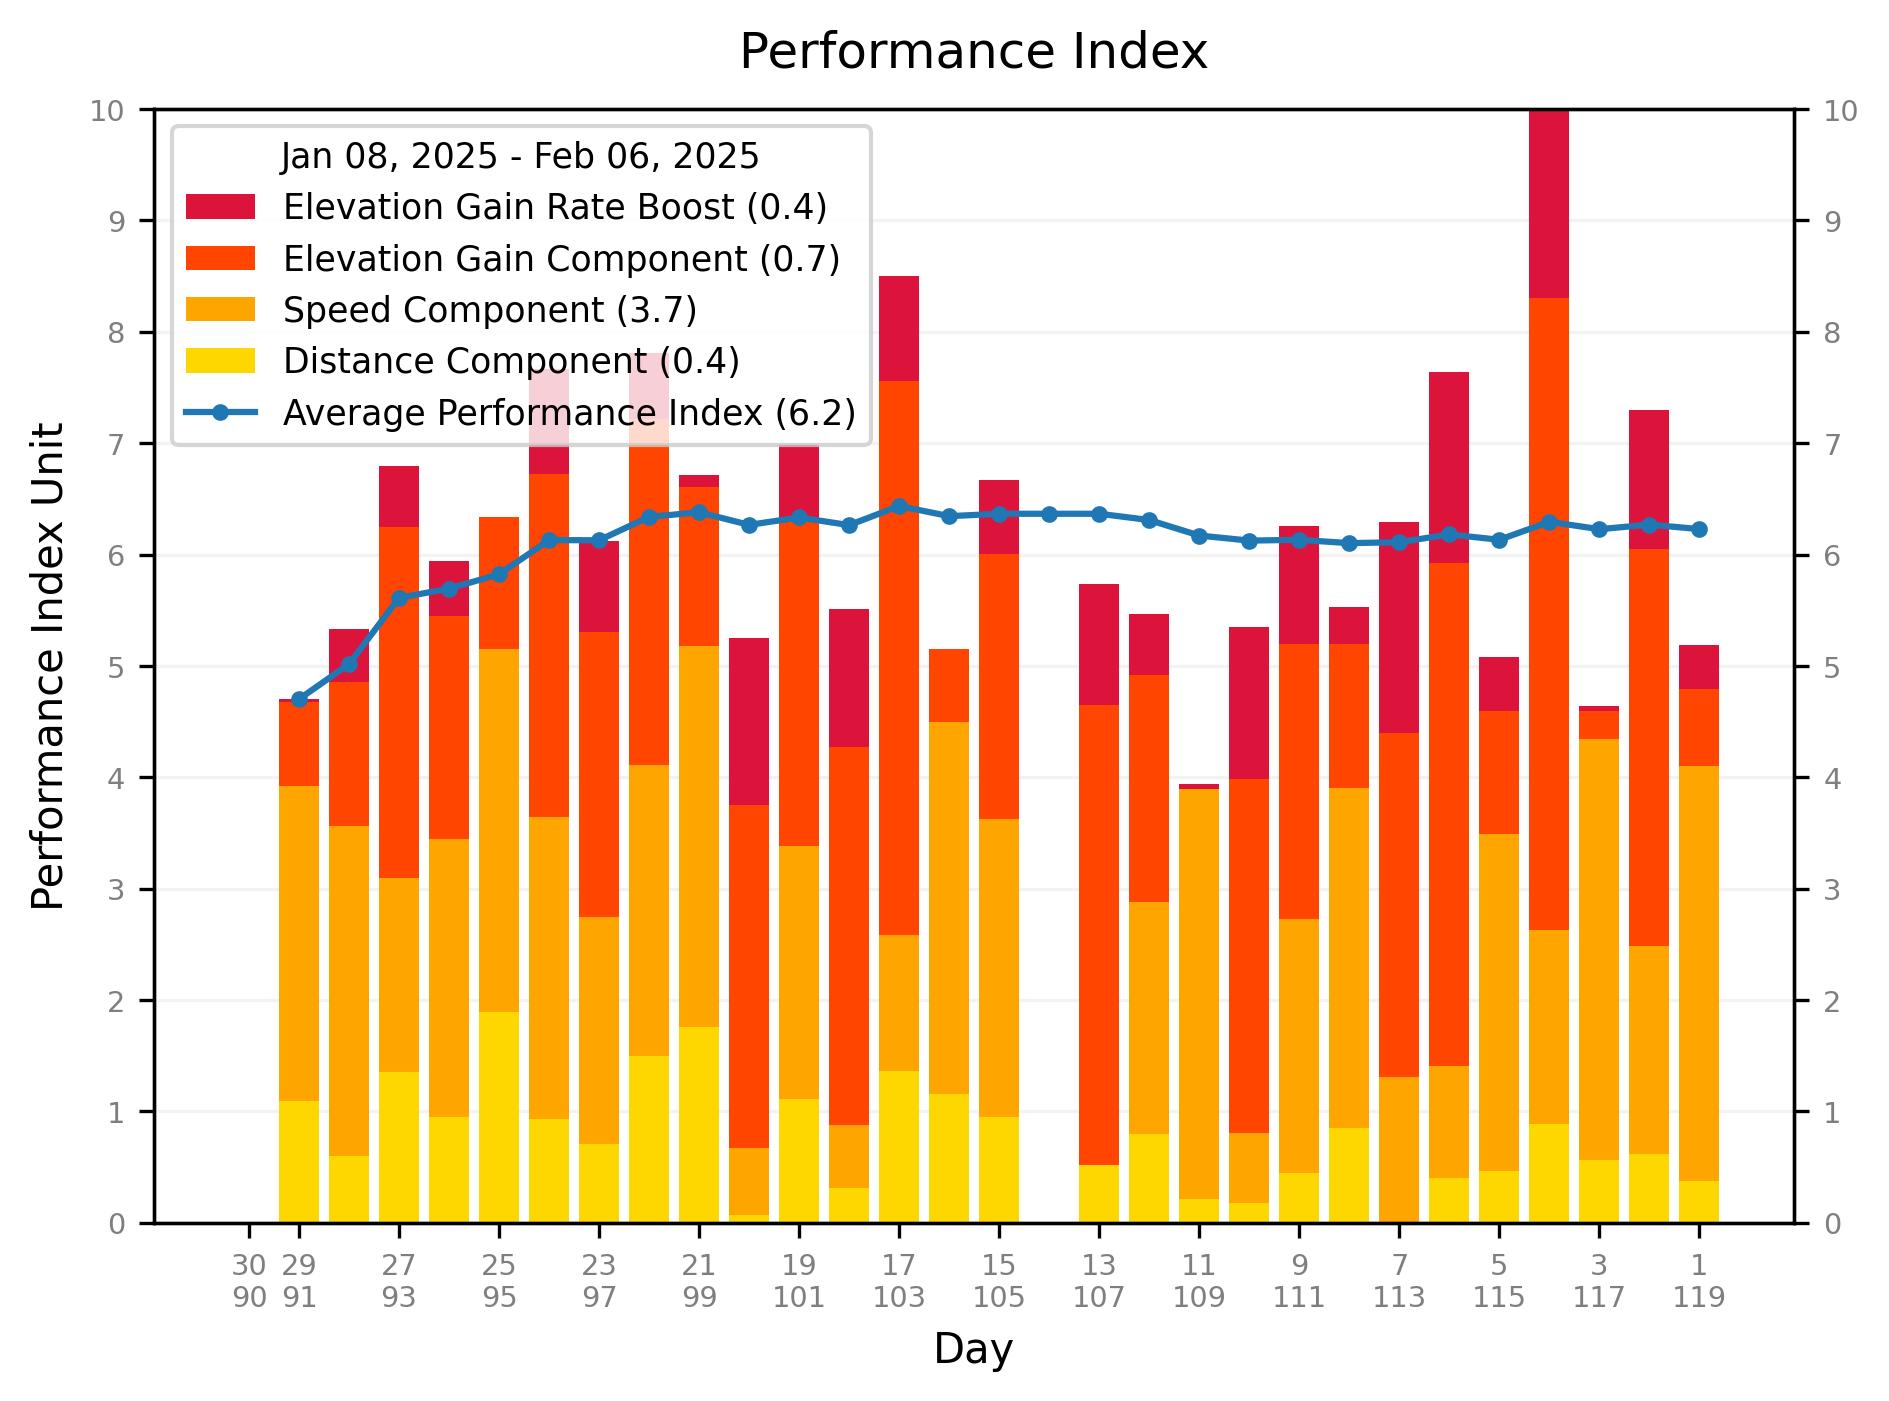 Performance Index
Jan 08, 2025 - Feb 06, 2025
Elevation Gain Rate Boost (0.4)
Elevation Gain Component (0.7)
Speed Component (3.7)
Distance Component (0.4)
Average Performance Index (6.2)
Performance Index Unit
10
9
8
7
6
5
4
3
2
1
0
10
9
8
7
6
5
4
3
2
1
0
30 29 27 25 23 21 19 17 15 13 11 9 7 5 3 1
90 91 93 95 97 99 101 103 105 107 109 111 113 115 117 119
Day